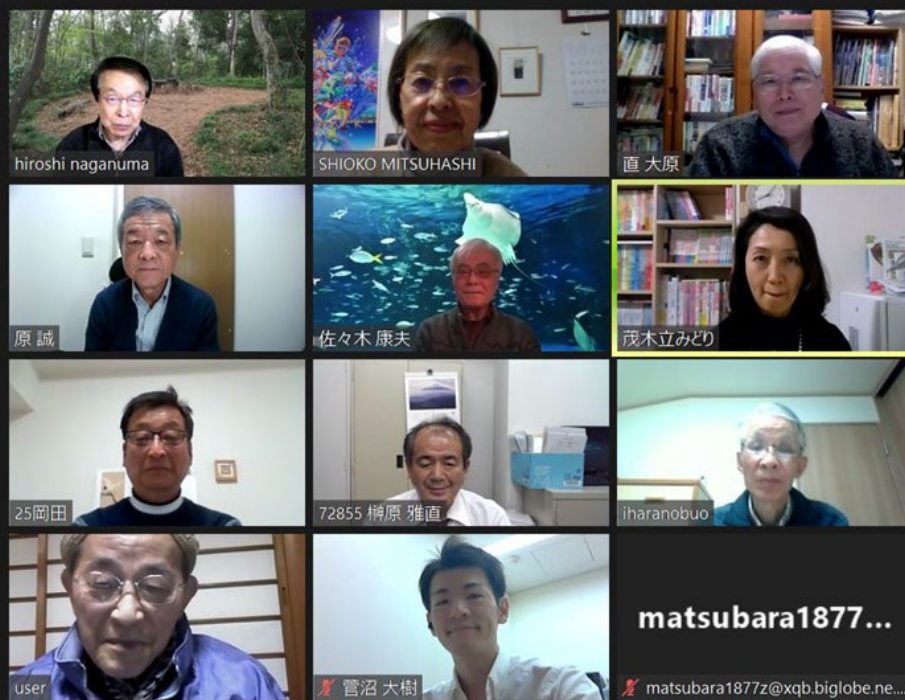 hiroshi naganuma
SHIOKO MITSUHASHI
直 大原
原 誠
佐々木 康夫
茂木立みどり
25岡田
72855 榊原 雅直
iharanobuo
user
菅沼 大樹
matsubara1877...
matsubara1877z@xqb.biglobe.ne...